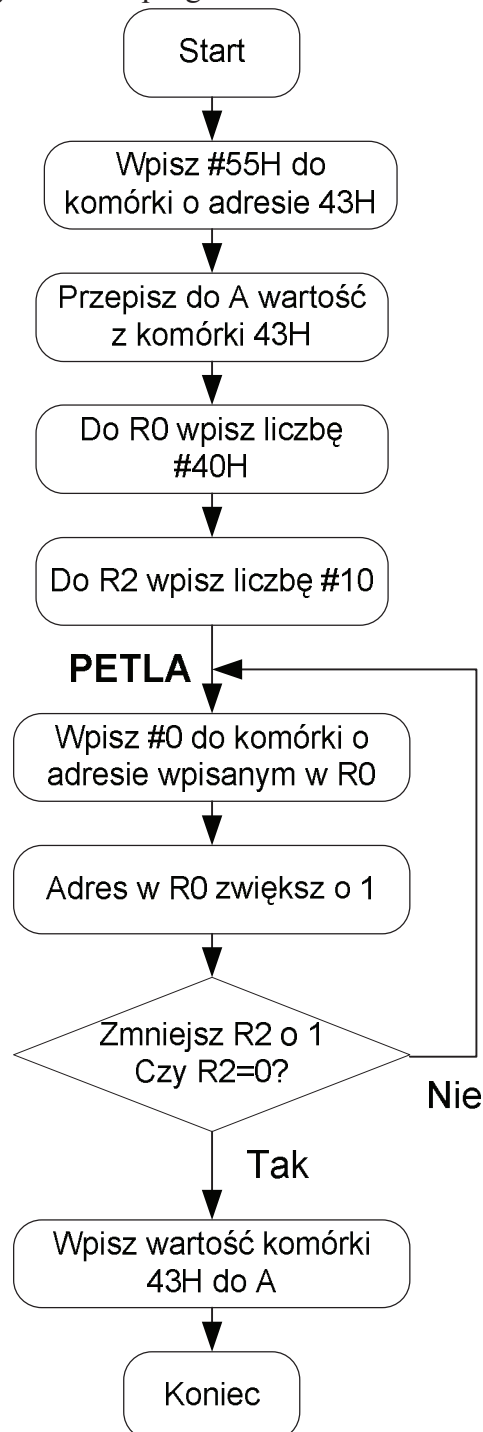 Start
Wpisz #55H do
komórki o adresie 43H
Przepisz do A wartość
z komórki 43H
Do R0 wpisz liczbę
#40H
Do R2 wpisz liczbę #10
PETLA
Wpisz #0 do komórki o
adresie wpisanym w R0
Adres w R0 zwiększ o 1
Zmniejsz R2 o 1
Czy R2=0?
Nie
Tak
Wpisz wartość komórki
43H do A
Koniec